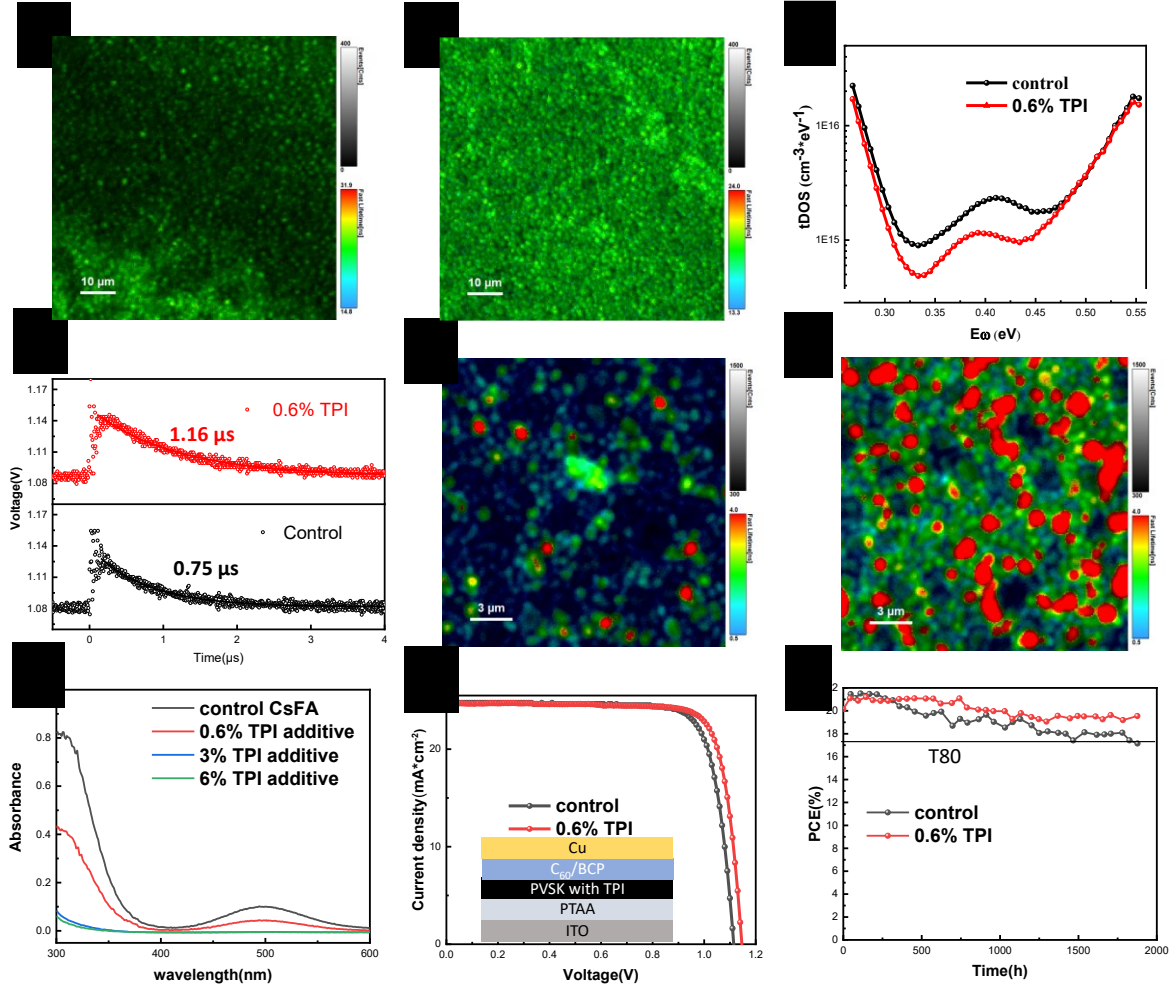 400
Events[Cnts]
0
31.9
Fast Lifetime[ns]
14.8
10 µm
400
Events[Cnts]
0
24.0
Fast Lifetime[ns]
13.3
10 µm
control
0.6% TPI
1E16
1E15
tDOS (cm-3*eV-1)
0.30 0.35 0.40 0.45 0.50 0.55
Eω (eV)
1.17
1.14
1.11
1.08
1.17
1.14
1.11
1.08
Voltage(V)
0.6% TPI
1.16 µs
Control
0.75 µs
0 1 2 3 4
Time(µs)
1500
Events[Cnts]
300
4.0
Fast Lifetime[ns]
0.5
3 µm
1500
Events[Cnts]
300
4.0
Fast Lifetime[ns]
0.5
3 µm
control CsFA
0.6% TPI additive
3% TPI additive
6% TPI additive
0.8
0.6
0.4
0.2
0.0
Absorbance
300 400 500 600
wavelength(nm)
20
10
0
Current density(mA*cm-2)
control
0.6% TPI
Cu
C60/BCP
PVSK with TPI
PTAA
ITO
0.0 0.2 0.4 0.6 0.8 1.0 1.2
Voltage(V)
22
20
18
16
14
12
10
8
6
4
2
0
PCE(%)
T80
control
0.6% TPI
0 500 1000 1500 2000
Time(h)